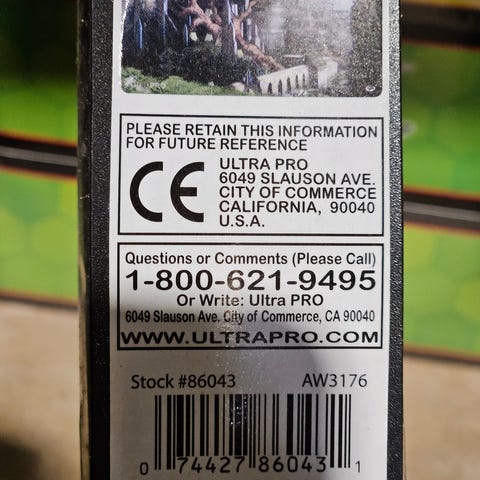 PLEASE RETAIN THIS INFORMATION
FOR FUTURE REFERENCE
CE
ULTRA PRO
6049 SLAUSON AVE.
CITY OF COMMERCE
CALIFORNIA, 90040
U.S.A.
Questions or Comments (Please Call)
1-800-621-9495
Or Write: Ultra PRO
6049 Slauson Ave. City of Commerce, CA 90040
WWW.ULTRAPRO.COM
Stock #86043 AW3176
0 74427 86043 1